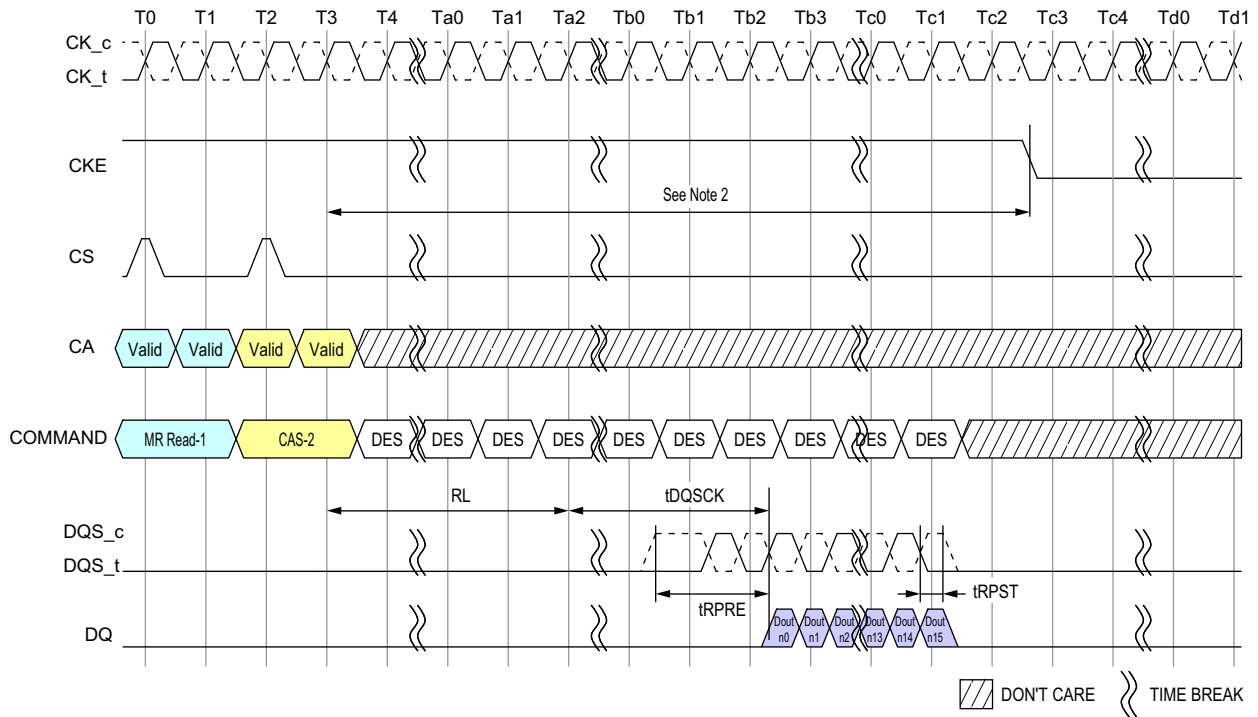 T0 T1 T2 T3 T4 Ta0 Ta1 Ta2 Tb0 Tb1 Tb2 Tb3 Tc0 Tc1 Tc2 Tc3 Tc4 Td0 Td1
CK_c
CK_t
CKE
See Note 2
CS
CA Valid Valid Valid Valid
COMMAND MR Read-1 CAS-2 DES DES DES DES DES DES DES DES DES DES
RL tDQSCK
DQS_c
DQS_t
tRPRE tRPST
DQ
Dout Dout Dout Dout Dout Dout
n0 n1 n2 n13 n14 n15
DON'T CARE TIME BREAK